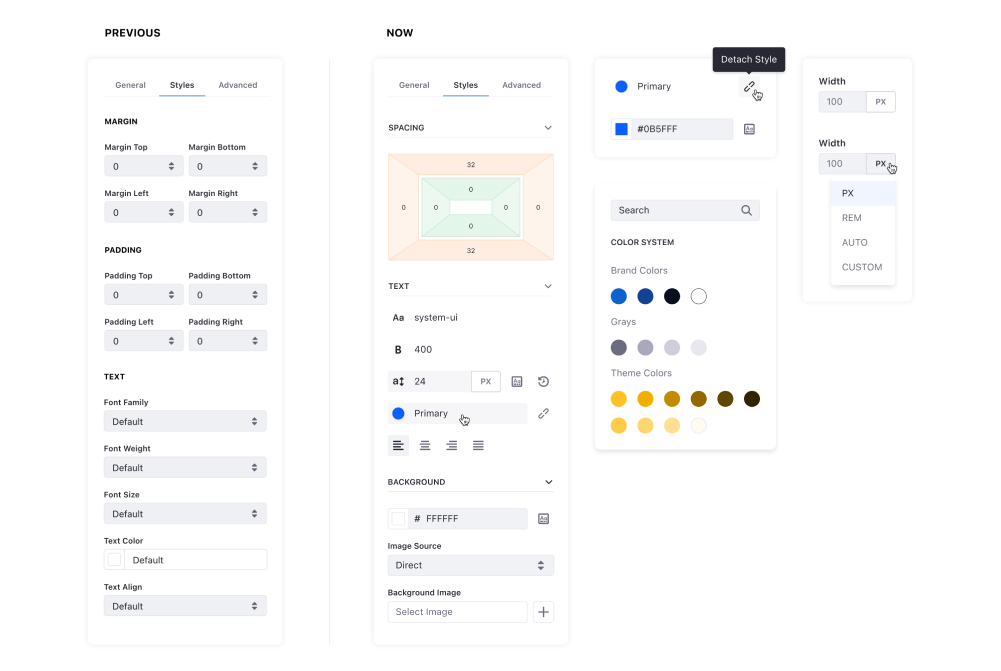 PREVIOUS
General Styles Advanced
MARGIN
Margin Top Margin Bottom
0 0
Margin Left Margin Right
0 0
PADDING
Padding Top Padding Bottom
0 0
Padding Left Padding Right
0 0
TEXT
Font Family
Default
Font Weight
Default
Font Size
Default
Text Color
Default
Text Align
Default
NOW
General Styles Advanced
SPACING
32
0
0 0 0 0
0
32
TEXT
Aa system-ui
B 400
a 24 PX Aa
Primary
BACKGROUND
# FFFFFF Aa
Image Source
Direct
Background Image
Select Image
Detach Style
Primary
#0B5FFF Aa
Search
COLOR SYSTEM
Brand Colors
Grays
Theme Colors
Width
100 PX
Width
100 PX
PX
REM
AUTO
CUSTOM